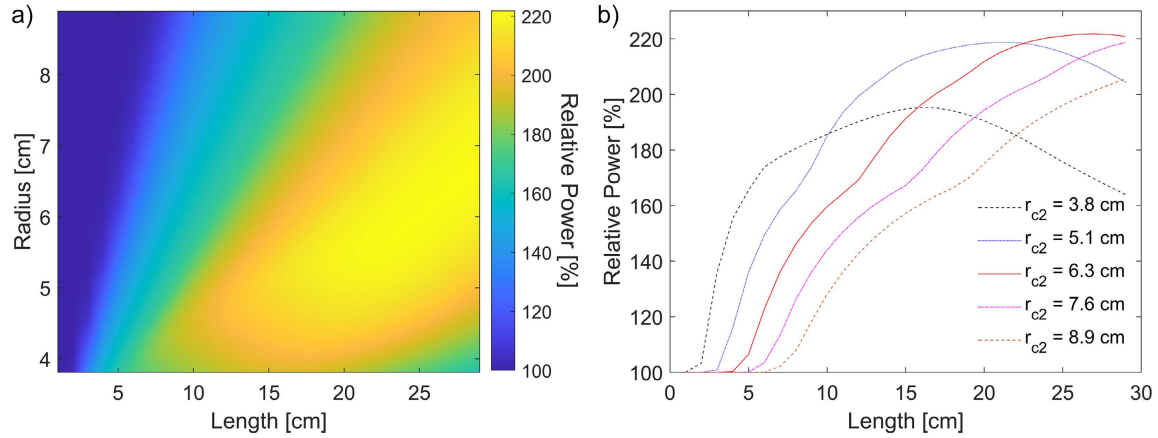 a)
8
7
6
5
4
Radius [cm]
5
10
15
20
25
Length [cm]
220
200
180
160
140
120
100
Relative Power [%]
b)
220
200
180
160
140
120
100
Relative Power [%]
r_c2 = 3.8 cm
r_c2 = 5.1 cm
r_c2 = 6.3 cm
r_c2 = 7.6 cm
r_c2 = 8.9 cm
0
5
10
15
20
25
30
Length [cm]